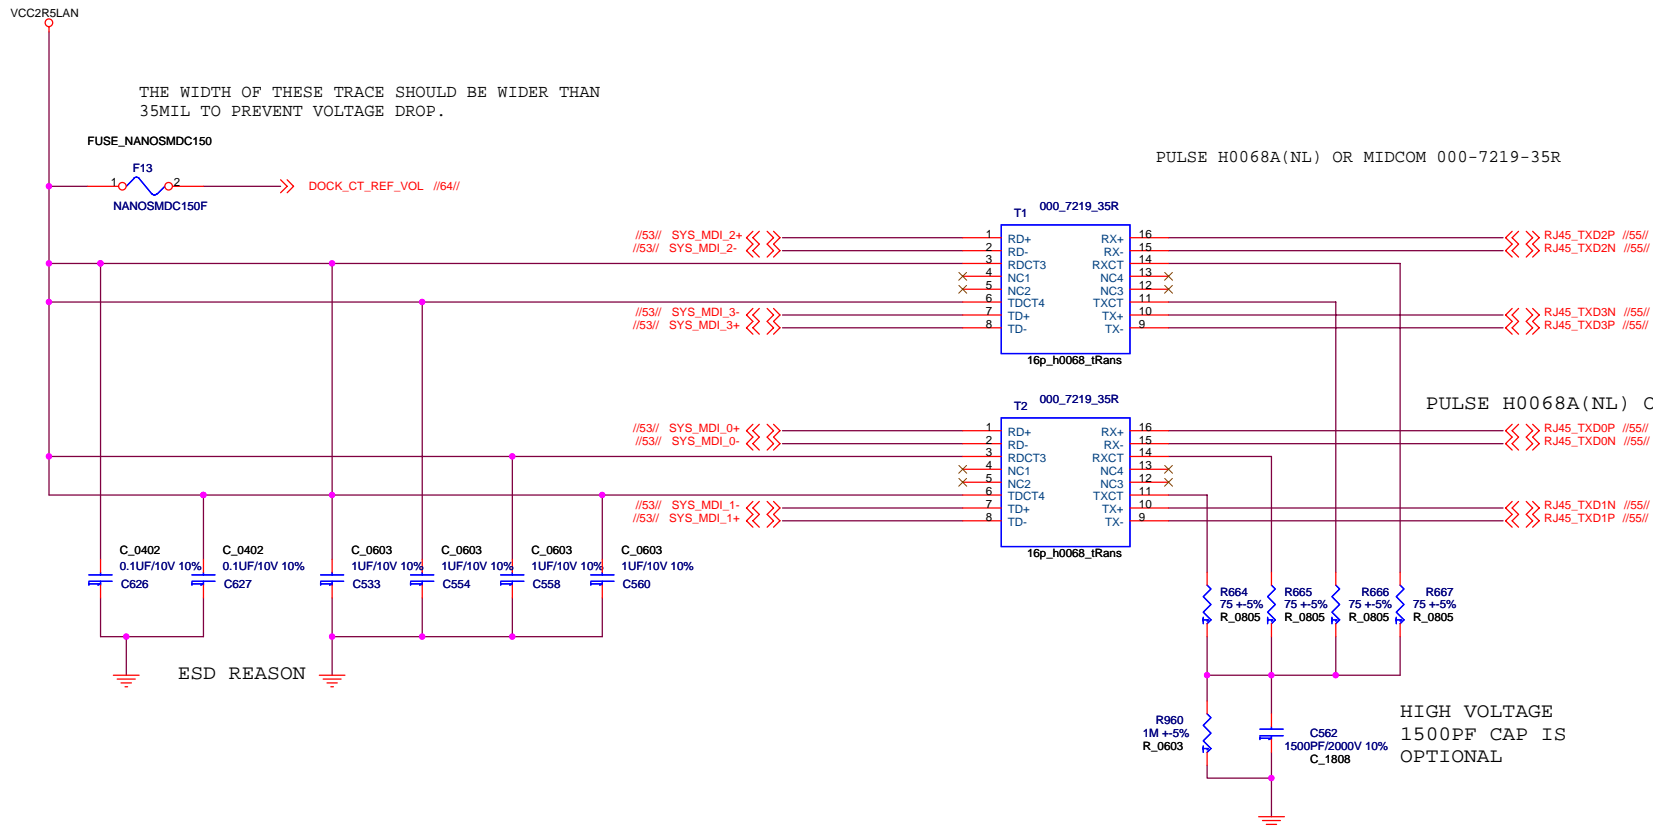 VCC2R5LAN
THE WIDTH OF THESE TRACE SHOULD BE WIDER THAN
35MIL TO PREVENT VOLTAGE DROP.
FUSE_NANOSMDC150
F13
1
2
NANOSMDC150F
DOCK_CT_REF_VOL //64//
PULSE H0068A(NL) OR MIDCOM 000-7219-35R
T1
000_7219_35R
//53// SYS_MDI_2+
//53// SYS_MDI_2-
//53// SYS_MDI_3-
//53// SYS_MDI_3+
1 RD+ RX+ 16
2 RD- RX- 15
3 RDCT3 RXCT 14
4 NC1 NC4 13
5 NC2 NC3 12
6 TDCT4 TXCT 11
7 TD+ TX+ 10
8 TD- TX- 9
16p_h0068_tRans
RJ45_TXD2P //55//
RJ45_TXD2N //55//
RJ45_TXD3N //55//
RJ45_TXD3P //55//
T2
000_7219_35R
PULSE H0068A(NL) O
//53// SYS_MDI_0+
//53// SYS_MDI_0-
//53// SYS_MDI_1-
//53// SYS_MDI_1+
1 RD+ RX+ 16
2 RD- RX- 15
3 RDCT3 RXCT 14
4 NC1 NC4 13
5 NC2 NC3 12
6 TDCT4 TXCT 11
7 TD+ TX+ 10
8 TD- TX- 9
16p_h0068_tRans
RJ45_TXD0P //55//
RJ45_TXD0N //55//
RJ45_TXD1N //55//
RJ45_TXD1P //55//
C_0402
0.1UF/10V 10%
C626
C_0402
0.1UF/10V 10%
C627
C_0603
1UF/10V 10%
C533
C_0603
1UF/10V 10%
C554
C_0603
1UF/10V 10%
C558
C_0603
1UF/10V 10%
C560
ESD REASON
R664
75 +-5%
R_0805
R665
75 +-5%
R_0805
R666
75 +-5%
R_0805
R667
75 +-5%
R_0805
R960
1M +-5%
R_0603
C562
1500PF/2000V 10%
C_1808
HIGH VOLTAGE
1500PF CAP IS
OPTIONAL